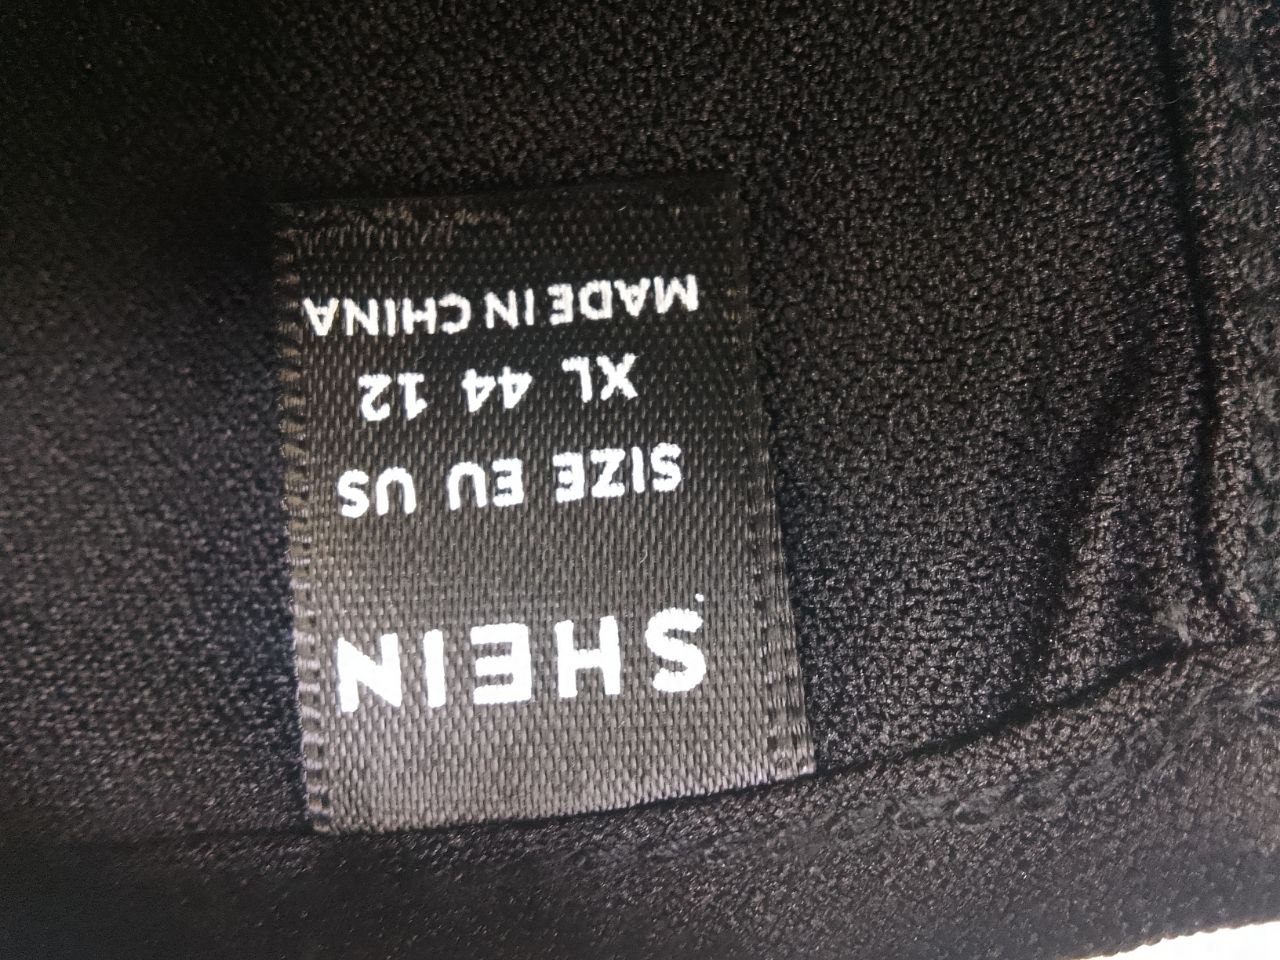 SHEIN
SIZE EU US
XL 44 12
MADE IN CHINA